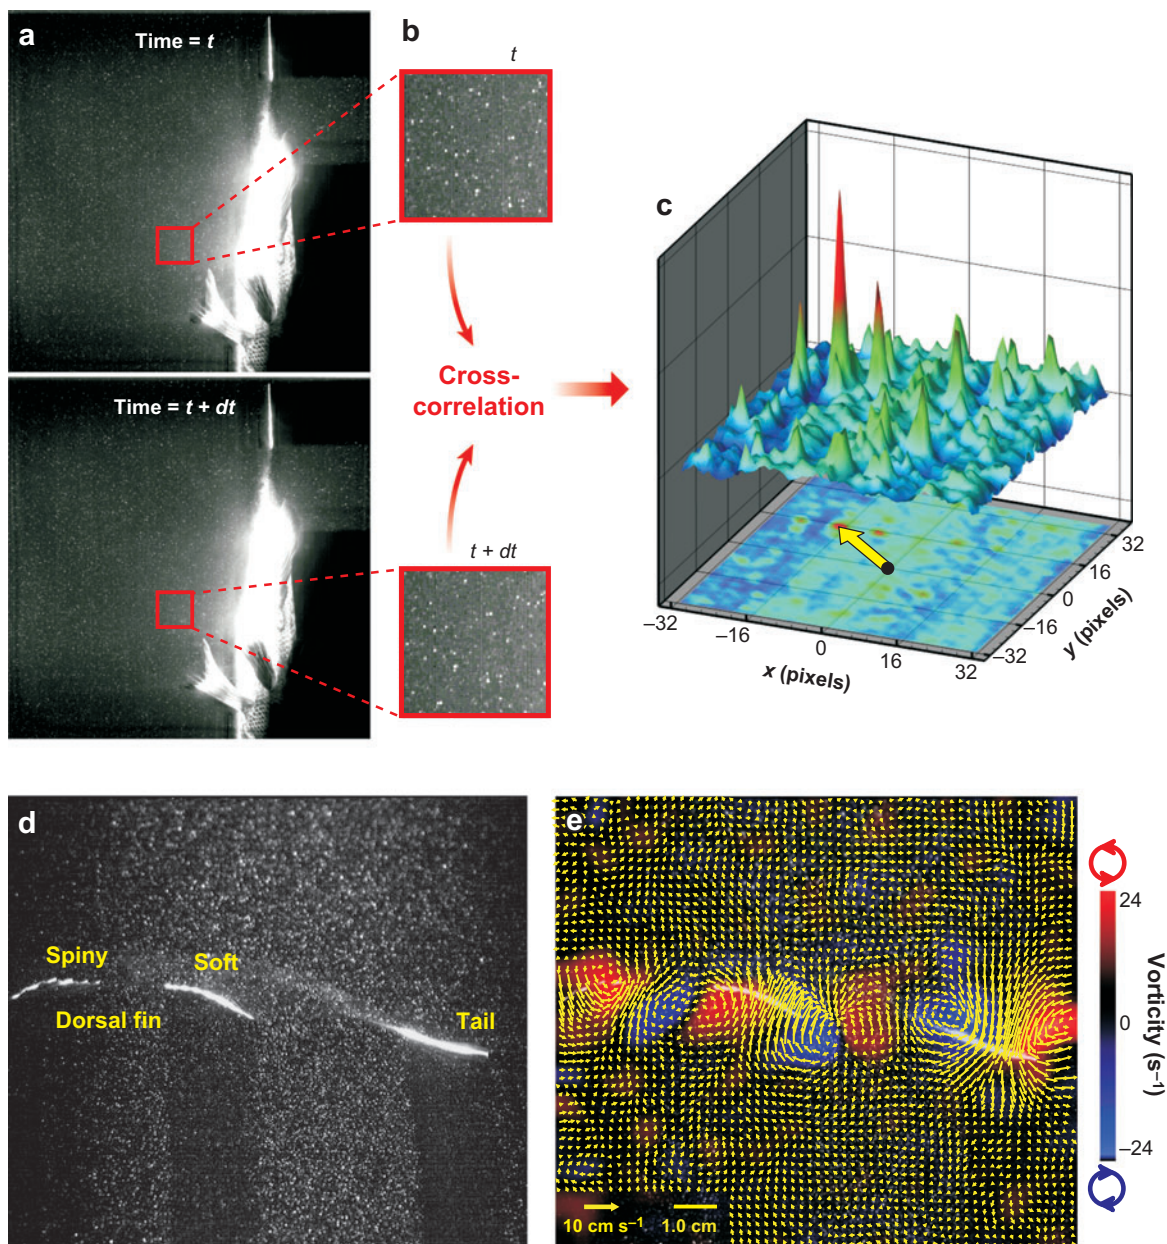 a
Time = t
b
t
Time = t + dt
Cross-
correlation
t + dt
c
–32
–16
0
16
32
x (pixels)
–32
–16
0
16
32
y (pixels)
d
Spiny
Soft
Dorsal fin
Tail
e
10 cm s⁻¹
1.0 cm
24
0
–24
Vorticity (s⁻¹)